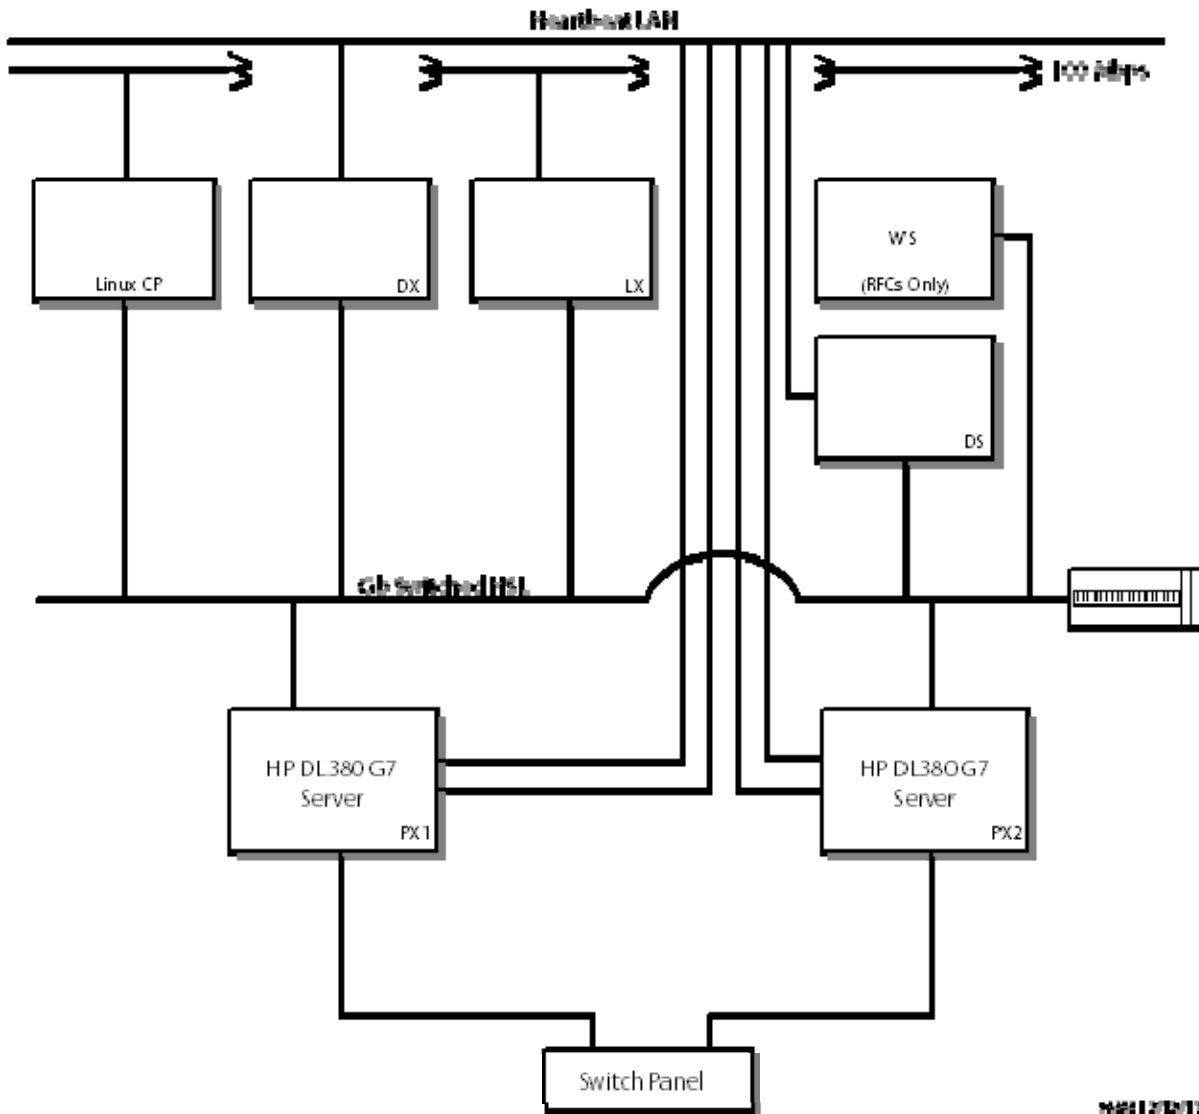 Heartbeat LAN
100 Mbps
Linux CP
DX
LX
WS
(RFCs Only)
DS
Gb Switched HSL
HP DL380 G7
Server
PX1
HP DL380 G7
Server
PX2
Switch Panel